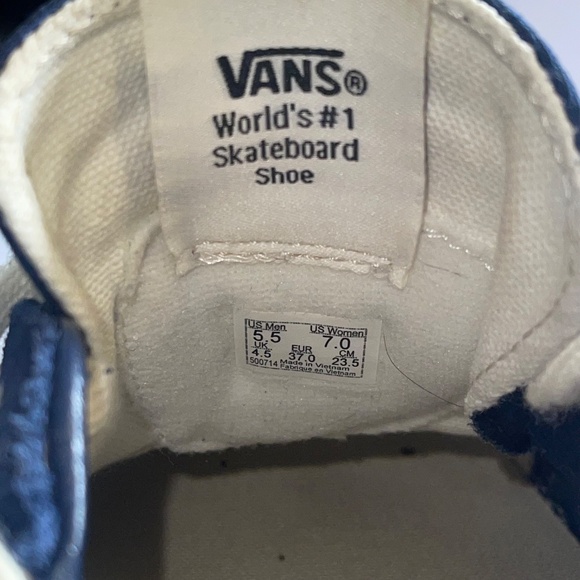 VANS®
World's #1
Skateboard
Shoe
US Men US Women
5.5 7.0
UK EUR CM
4.5 37.0 23.5
500714 Made in Vietnam
Fabriqué en Vietnam